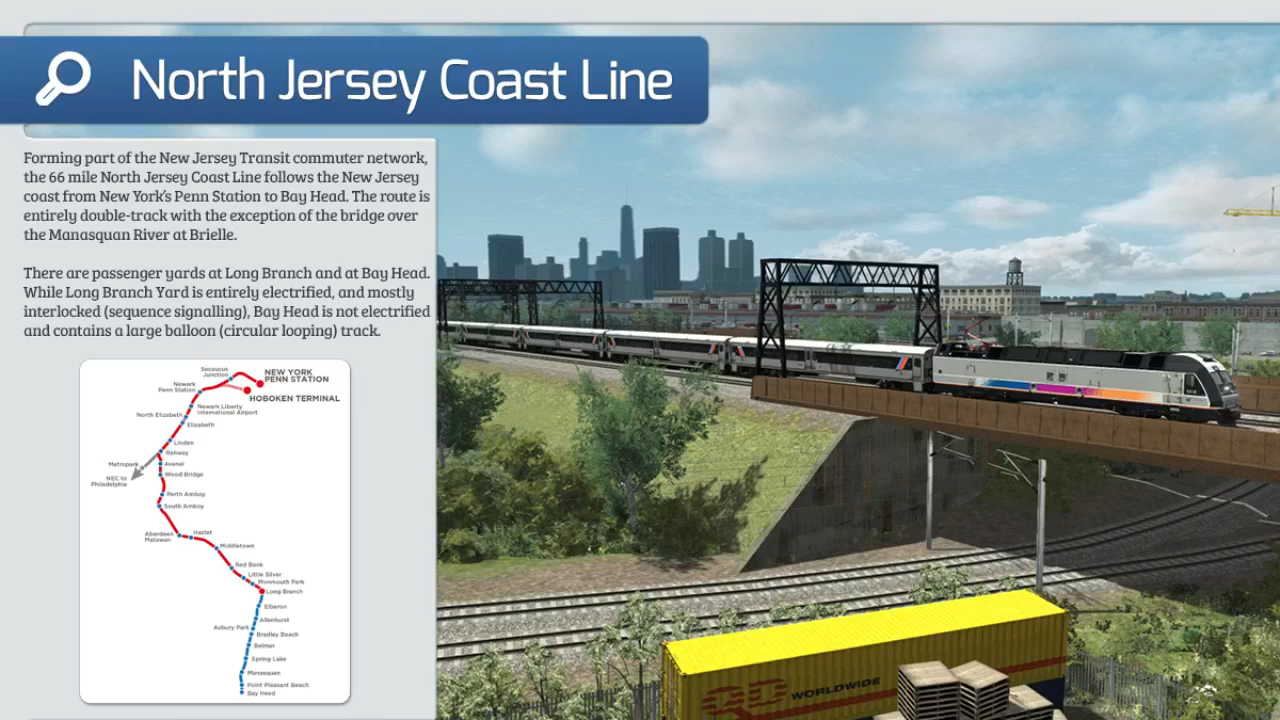 North Jersey Coast Line
Forming part of the New Jersey Transit commuter network,
the 66 mile North Jersey Coast Line follows the New Jersey
coast from New York's Penn Station to Bay Head. The route is
entirely double-track with the exception of the bridge over
the Manasquan River at Brielle.
There are passenger yards at Long Branch and at Bay Head.
While Long Branch Yard is entirely electrified, and mostly
interlocked (sequence signalling), Bay Head is not electrified
and contains a large balloon (circular looping) track.
Secaucus
Junction
NEW YORK
PENN STATION
Newark
Penn Station
HOBOKEN TERMINAL
Newark Liberty
International Airport
North Elizabeth
Elizabeth
Linden
Rahway
Metropark
Avenel
Wood Bridge
NEC to
Philadelphia
Perth Amboy
South Amboy
Aberdeen
Matawan
Hazlet
Middletown
Red Bank
Little Silver
Monmouth Park
Long Branch
Elberon
Allenhurst
Asbury Park
Bradley Beach
Belmar
Spring Lake
Manasquan
Point Pleasant Beach
Bay Head
WORLDWIDE